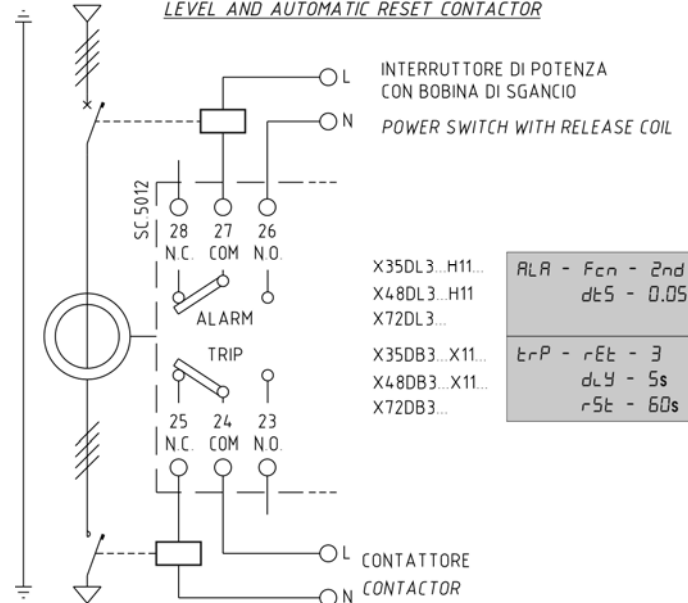 LEVEL AND AUTOMATIC RESET CONTACTOR
L
INTERRUTTORE DI POTENZA
CON BOBINA DI SGANCIO
N
POWER SWITCH WITH RELEASE COIL
SC.5012
28 27 26
N.C. COM N.O.
ALARM
TRIP
25 24 23
N.C. COM N.O.
X35DL3...H11...
X48DL3...H11
X72DL3...
ALA - Fcn - 2nd
dtS - 0.05
X35DB3...X11...
X48DB3...X11...
X72DB3...
trP - rEt - 3
dLY - 5s
rSt - 60s
L CONTATTORE
N CONTACTOR